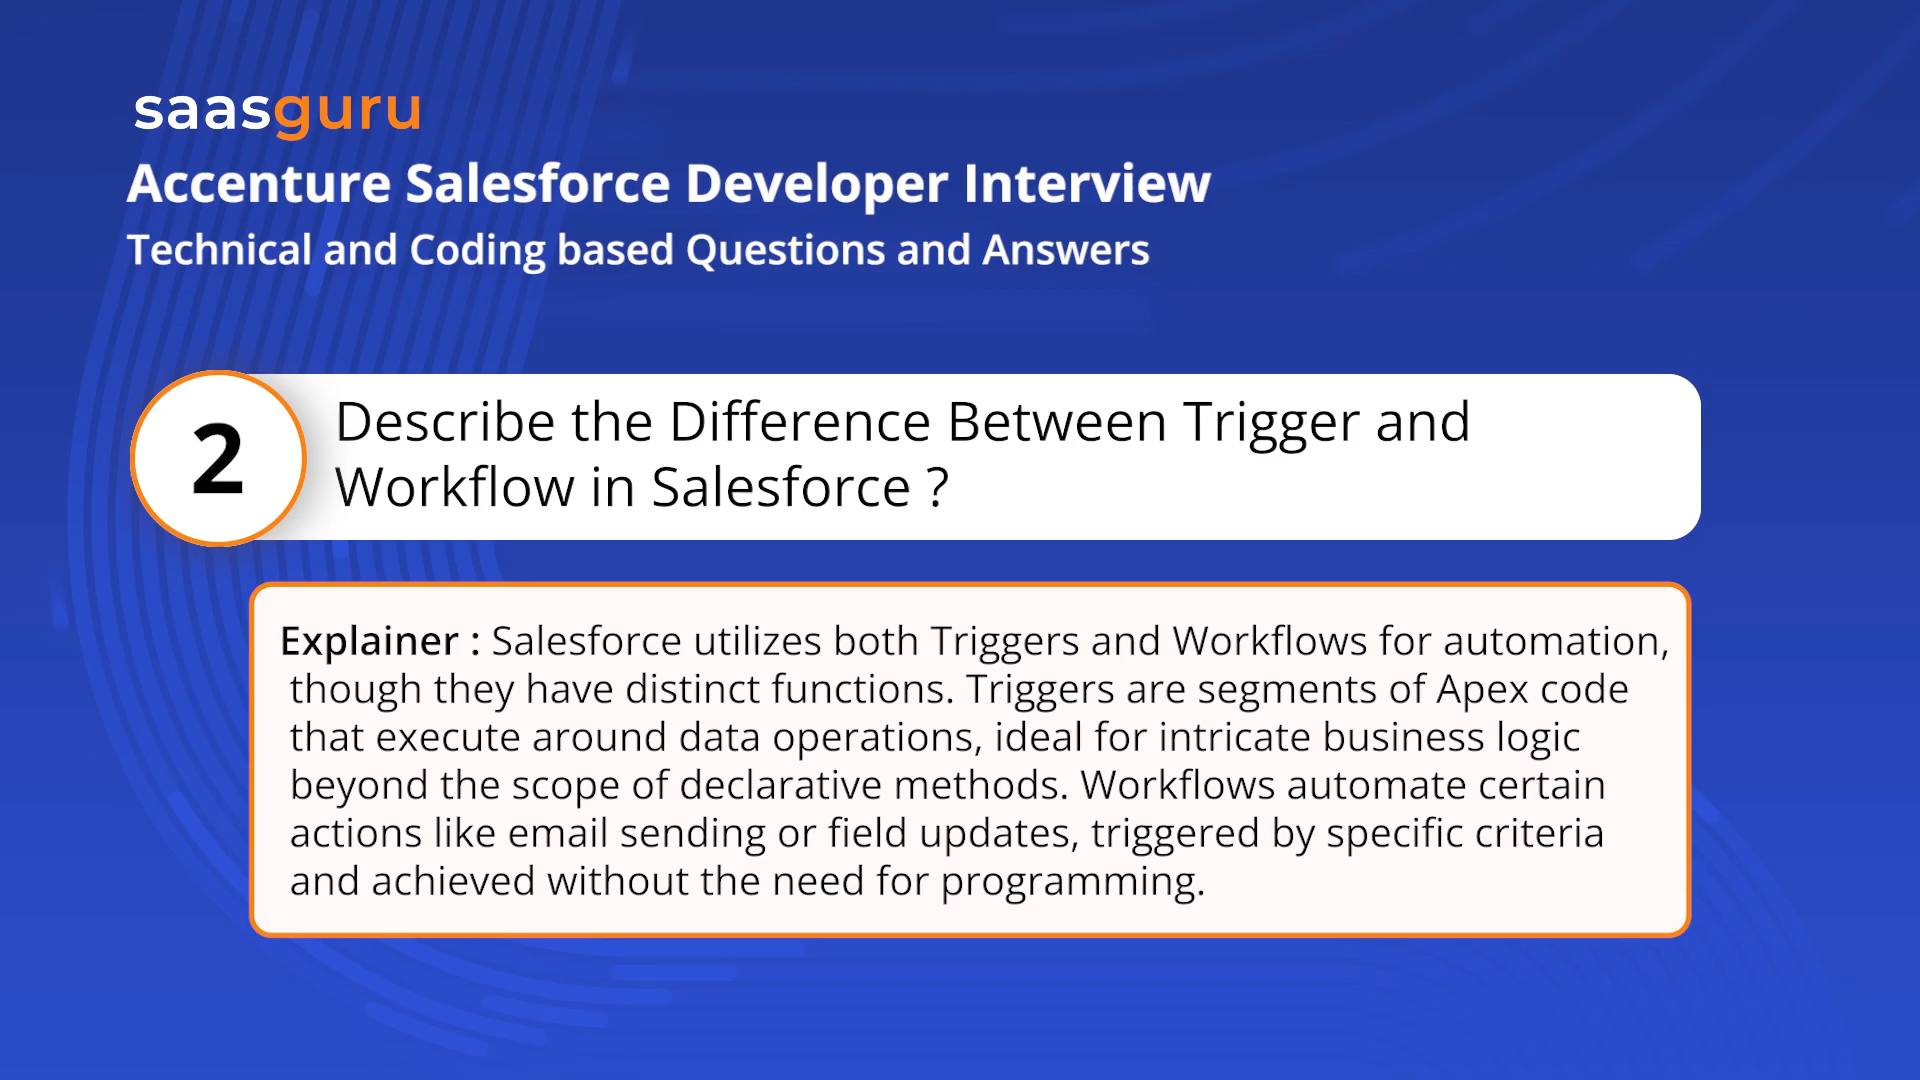 saasguru
Accenture Salesforce Developer Interview
Technical and Coding based Questions and Answers
2
Describe the Difference Between Trigger and
Workflow in Salesforce ?
Explainer : Salesforce utilizes both Triggers and Workflows for automation,
though they have distinct functions. Triggers are segments of Apex code
that execute around data operations, ideal for intricate business logic
beyond the scope of declarative methods. Workflows automate certain
actions like email sending or field updates, triggered by specific criteria
and achieved without the need for programming.